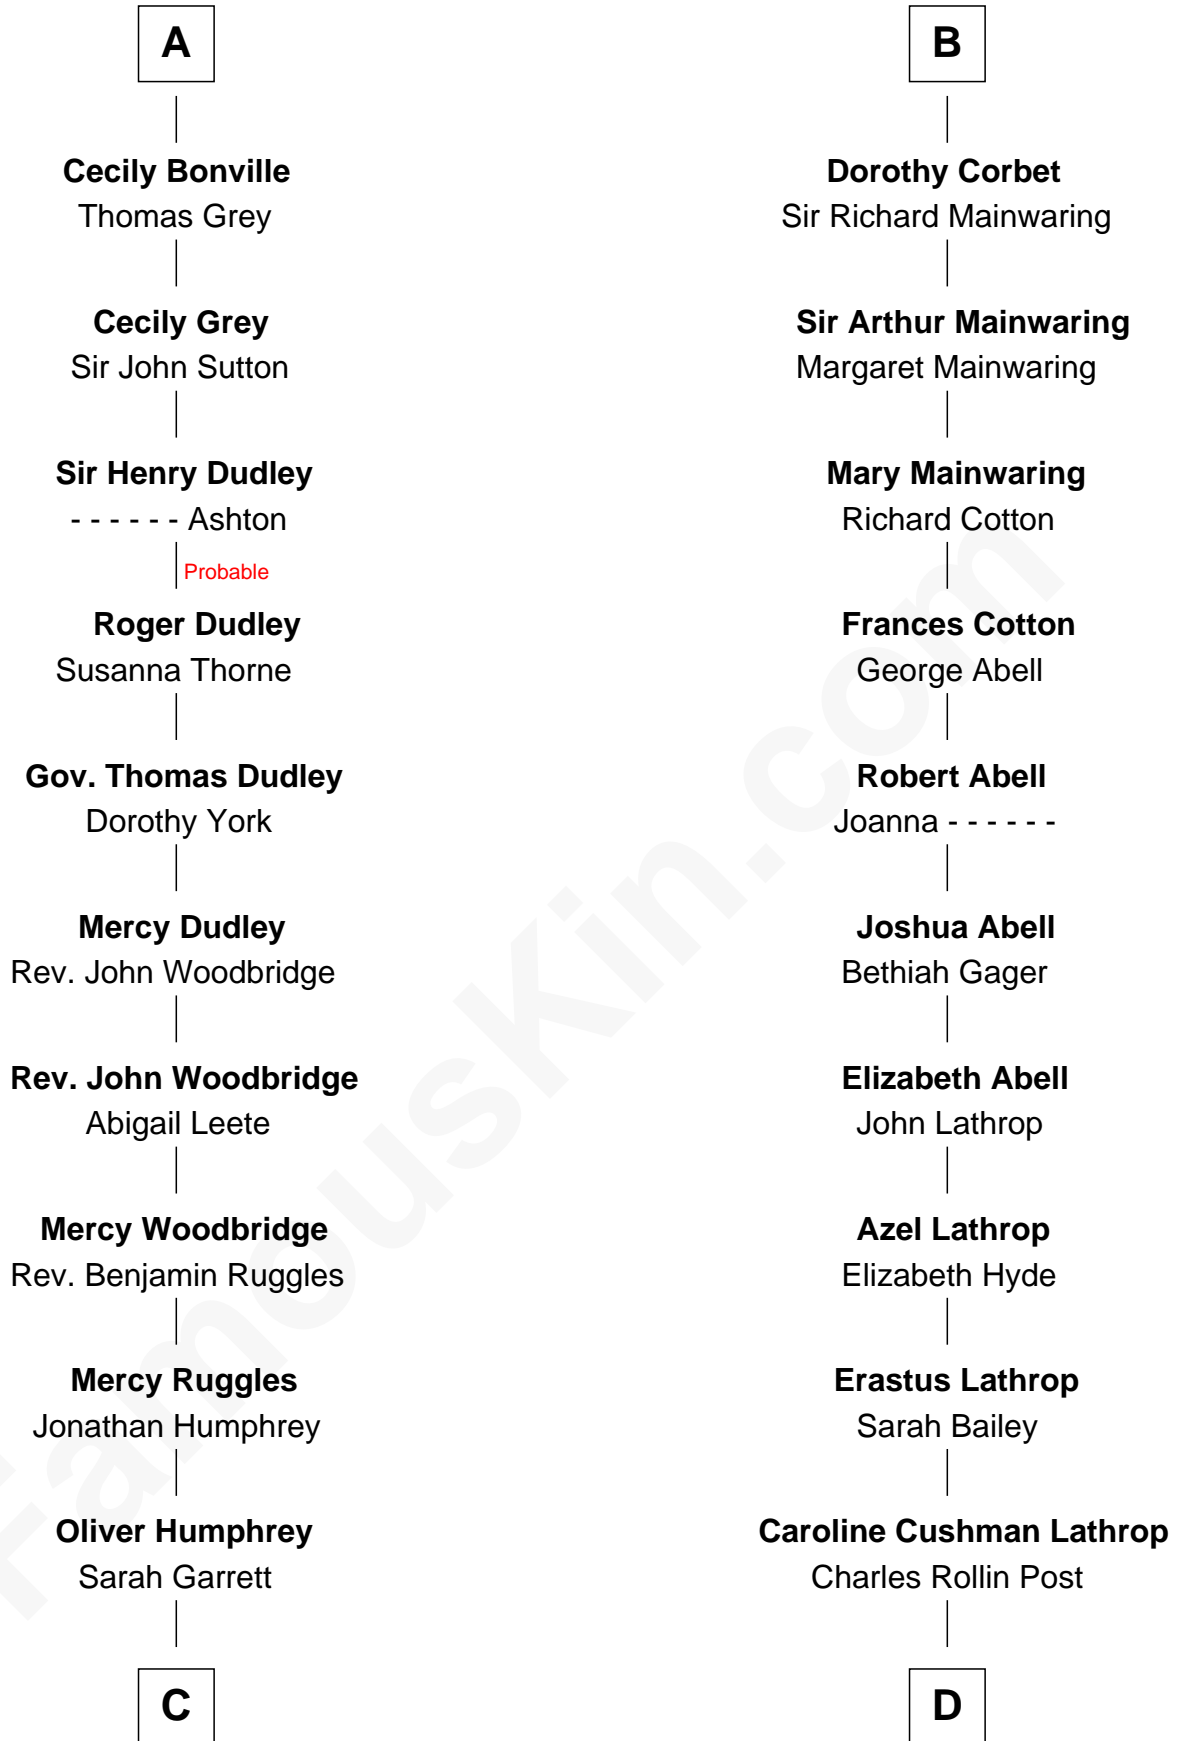 A
Cecily Bonville
Thomas Grey
Cecily Grey
Sir John Sutton
Sir Henry Dudley
- - - - - - Ashton
Probable
Roger Dudley
Susanna Thorne
Gov. Thomas Dudley
Dorothy York
Mercy Dudley
Rev. John Woodbridge
Rev. John Woodbridge
Abigail Leete
Mercy Woodbridge
Rev. Benjamin Ruggles
Mercy Ruggles
Jonathan Humphrey
Oliver Humphrey
Sarah Garrett
C
B
Dorothy Corbet
Sir Richard Mainwaring
Sir Arthur Mainwaring
Margaret Mainwaring
Mary Mainwaring
Richard Cotton
Frances Cotton
George Abell
Robert Abell
Joanna - - - - - -
Joshua Abell
Bethiah Gager
Elizabeth Abell
John Lathrop
Azel Lathrop
Elizabeth Hyde
Erastus Lathrop
Sarah Bailey
Caroline Cushman Lathrop
Charles Rollin Post
D
FamousKin.com